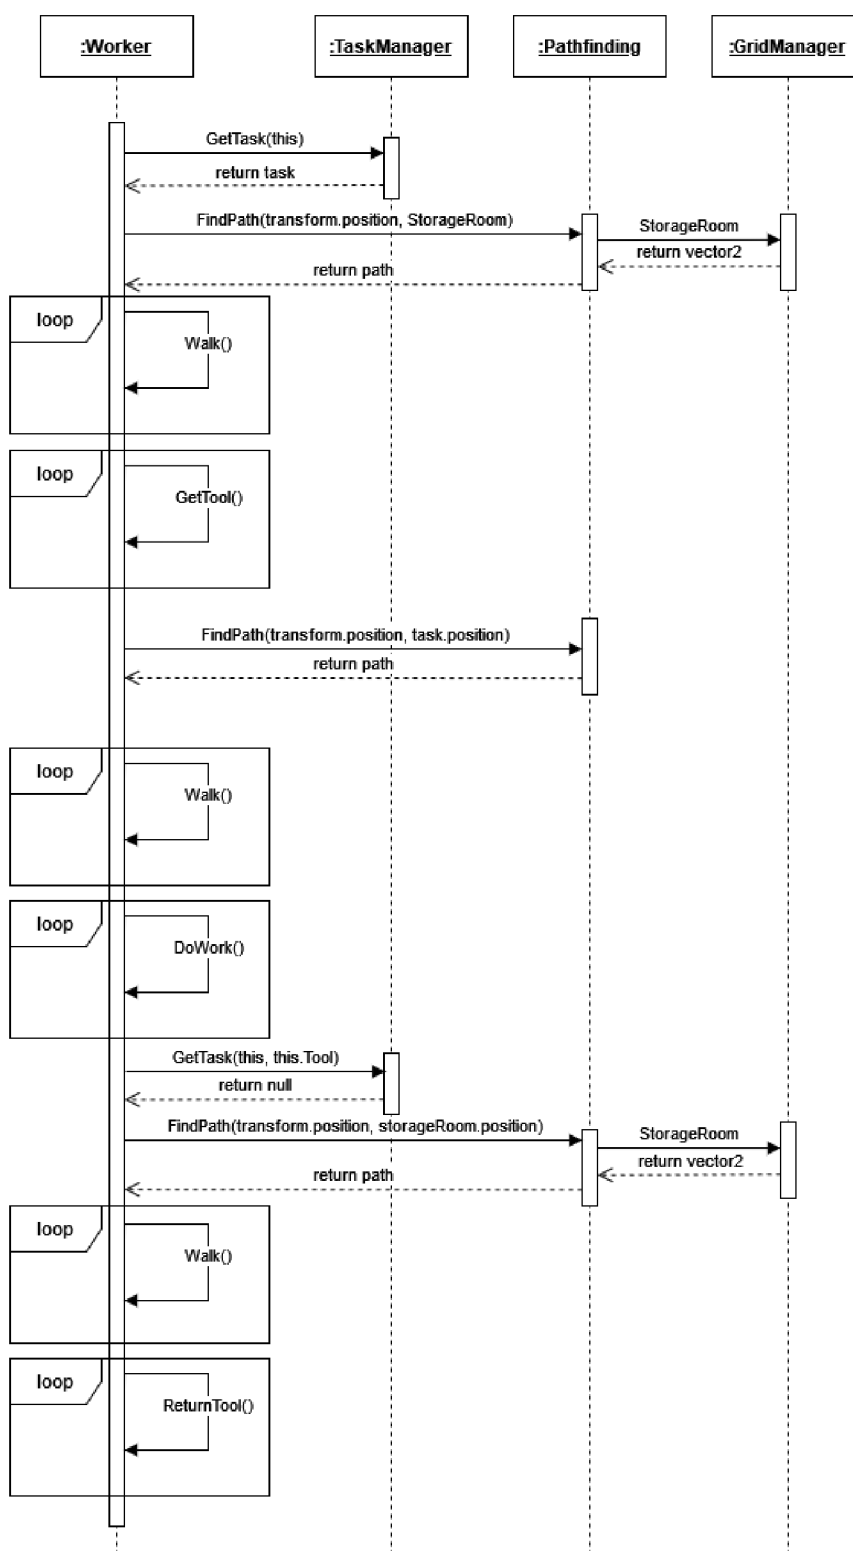 :Worker
:TaskManager
:Pathfinding
:GridManager
GetTask(this)
return task
FindPath(transform.position, StorageRoom)
StorageRoom
return vector2
return path
loop
Walk()
loop
GetTool()
FindPath(transform.position, task.position)
return path
loop
Walk()
loop
DoWork()
GetTask(this, this.Tool)
return null
FindPath(transform.position, storageRoom.position)
StorageRoom
return vector2
return path
loop
Walk()
loop
ReturnTool()